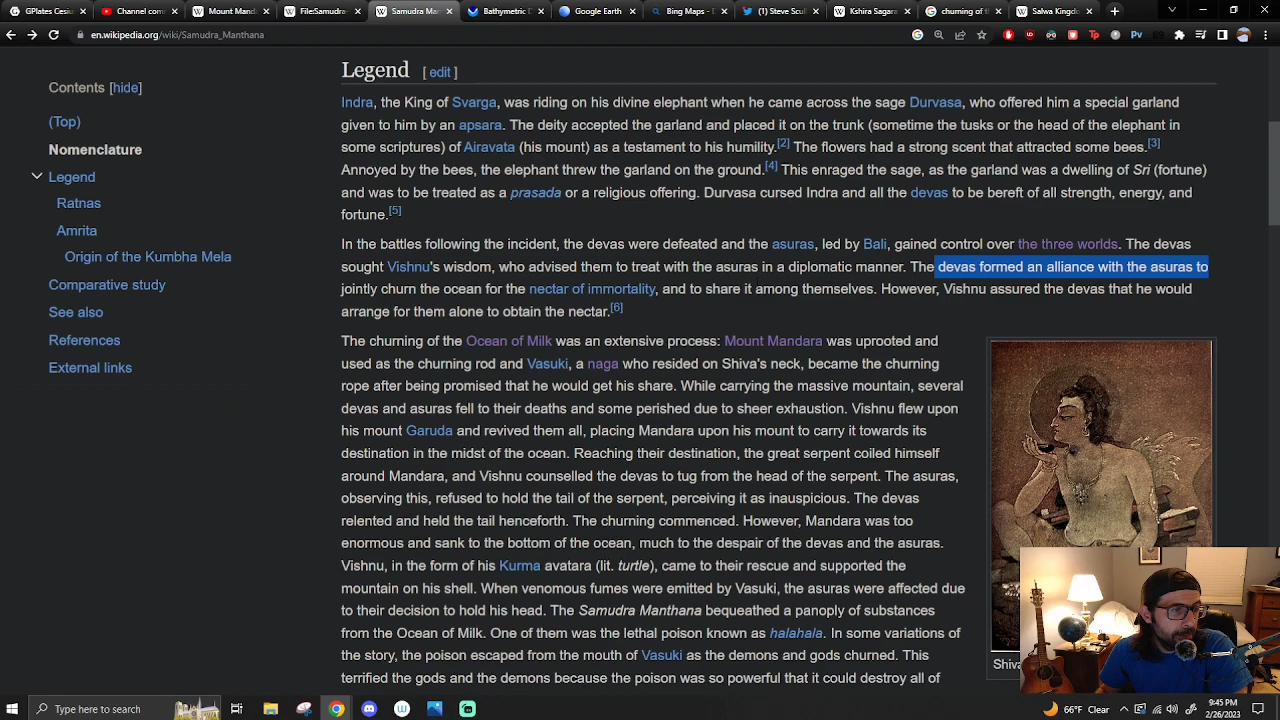 GPlates Cesiu
Channel com
Mount Mand
FileSamudra
Samudra Ma
Bathymetric D
Google Earth
Bing Maps
(1) Steve Sc
Kshira Sagar
churning of t
Salwa Kingdo
en.wikipedia.org/wiki/Samudra_Manthana
Contents [hide]
(Top)
Nomenclature
Legend
Ratnas
Amrita
Origin of the Kumbha Mela
Comparative study
See also
References
External links
Legend [ edit ]
Indra, the King of Svarga, was riding on his divine elephant when he came across the sage Durvasa, who offered him a special garland
given to him by an apsara. The deity accepted the garland and placed it on the trunk (sometime the tusks or the head of the elephant in
some scriptures) of Airavata (his mount) as a testament to his humility.[2] The flowers had a strong scent that attracted some bees.[3]
Annoyed by the bees, the elephant threw the garland on the ground.[4] This enraged the sage, as the garland was a dwelling of Sri (fortune)
and was to be treated as a prasada or a religious offering. Durvasa cursed Indra and all the devas to be bereft of all strength, energy, and
fortune.[5]
In the battles following the incident, the devas were defeated and the asuras, led by Bali, gained control over the three worlds. The devas
sought Vishnu's wisdom, who advised them to treat with the asuras in a diplomatic manner. The devas formed an alliance with the asuras to
jointly churn the ocean for the nectar of immortality, and to share it among themselves. However, Vishnu assured the devas that he would
arrange for them alone to obtain the nectar.[6]
The churning of the Ocean of Milk was an extensive process: Mount Mandara was uprooted and
used as the churning rod and Vasuki, a naga who resided on Shiva's neck, became the churning
rope after being promised that he would get his share. While carrying the massive mountain, several
devas and asuras fell to their deaths and some perished due to sheer exhaustion. Vishnu flew upon
his mount Garuda and revived them all, placing Mandara upon his mount to carry it towards its
destination in the midst of the ocean. Reaching their destination, the great serpent coiled himself
around Mandara, and Vishnu counselled the devas to tug from the head of the serpent. The asuras,
observing this, refused to hold the tail of the serpent, perceiving it as inauspicious. The devas
relented and held the tail henceforth. The churning commenced. However, Mandara was too
enormous and sank to the bottom of the ocean, much to the despair of the devas and the asuras.
Vishnu, in the form of his Kurma avatara (lit. turtle), came to their rescue and supported the
mountain on his shell. When venomous fumes were emitted by Vasuki, the asuras were affected due
to their decision to hold his head. The Samudra Manthana bequeathed a panoply of substances
from the Ocean of Milk. One of them was the lethal poison known as halahala. In some variations of
the story, the poison escaped from the mouth of Vasuki as the demons and gods churned. This
terrified the gods and the demons because the poison was so powerful that it could destroy all of
Shiva
Type here to search
66°F Clear
9:45 PM
2/26/2023